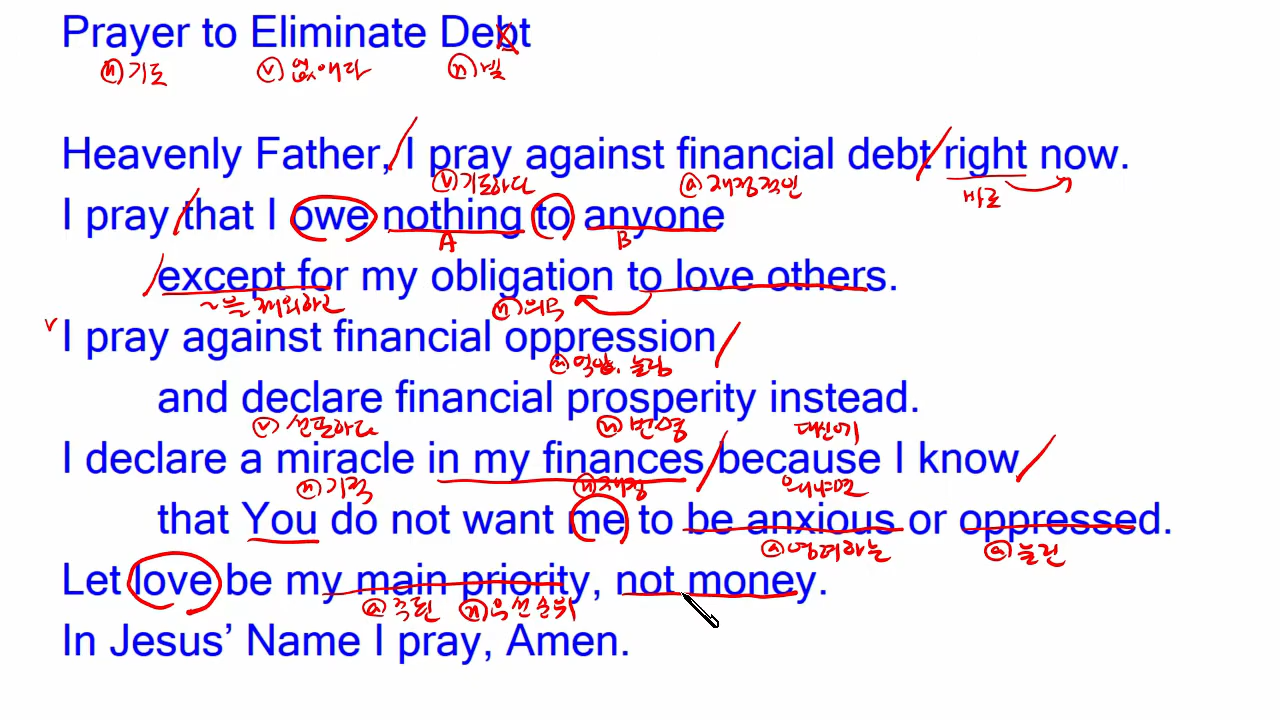 Prayer to Eliminate Debt
ⓝ기도 ⓥ없애다 ⓝ빚
Heavenly Father, I pray against financial debt right now.
ⓥ기도하다 ⓐ재정적인 바로
I pray that I owe nothing to anyone
A B
except for my obligation to love others.
~을 제외하고 ⓝ의무
I pray against financial oppression
ⓝ억압, 눌림
and declare financial prosperity instead.
ⓥ선포하다 ⓝ번영 대신에
I declare a miracle in my finances because I know
ⓝ기적 ⓝ재정 왜냐면
that You do not want me to be anxious or oppressed.
ⓐ염려하는 ⓐ눌린
Let love be my main priority, not money.
ⓐ주된 ⓝ우선순위
In Jesus’ Name I pray, Amen.